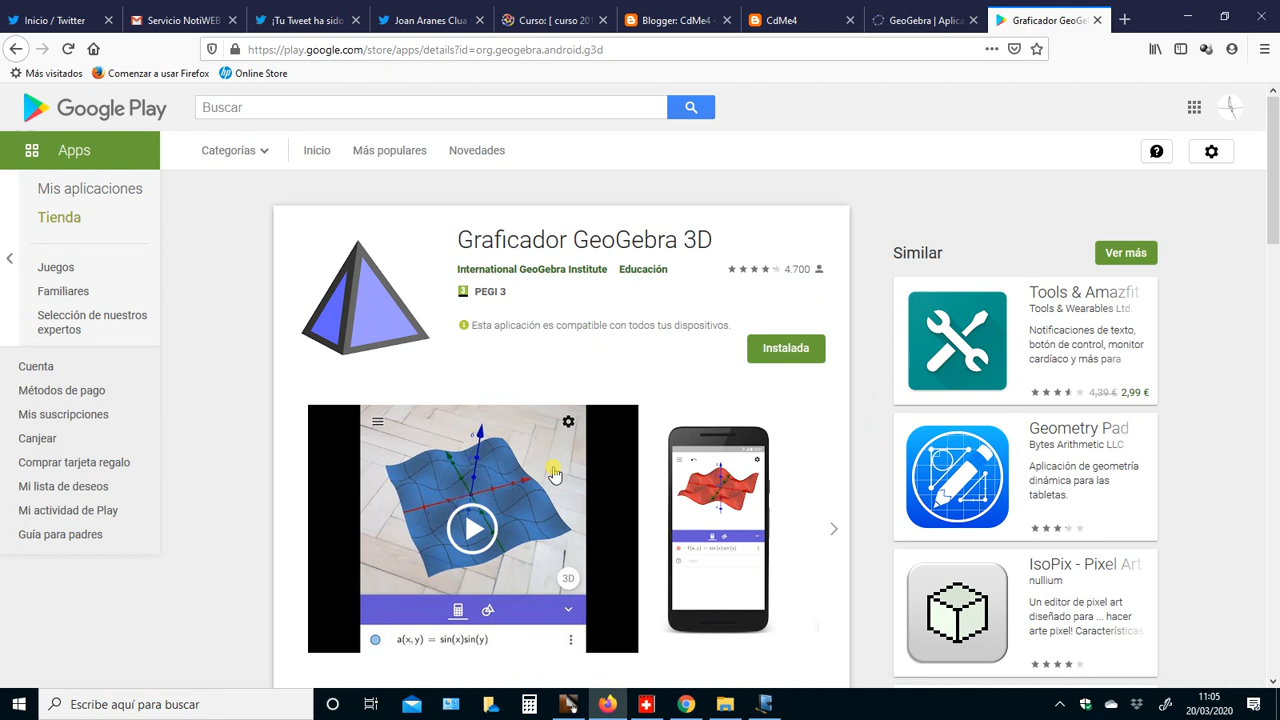 Inicio / Twitter
Servicio NotiWEB
¡Tu Tweet ha sido
Joan Aranes Clua
Curso: [ curso 201
Blogger: CdMe4 -
CdMe4
GeoGebra | Aplica
Graficador GeoGe
https://play.google.com/store/apps/details?id=org.geogebra.android.g3d
Más visitados
Comenzar a usar Firefox
Online Store
Google Play
Buscar
Apps
Categorías
Inicio
Más populares
Novedades
Mis aplicaciones
Tienda
Juegos
Familiares
Selección de nuestros
expertos
Cuenta
Métodos de pago
Mis suscripciones
Canjear
Comprar tarjeta regalo
Mi lista de deseos
Mi actividad de Play
Guía para padres
Graficador GeoGebra 3D
International GeoGebra Institute
Educación
4.700
3
PEGI 3
Esta aplicación es compatible con todos tus dispositivos.
Instalada
3D
a(x, y) = sin(x)sin(y)
Similar
Ver más
Tools & Amazfit
Tools & Wearables Ltd.
Notificaciones de texto,
botón de control, monitor
cardíaco y más para
4,39 € 2,99 €
Geometry Pad
Bytes Arithmetic LLC
Aplicación de geometría
dinámica para las
tabletas.
IsoPix - Pixel Art
nullium
Un editor de pixel art
diseñado para ... hacer
arte pixel! Características
Escribe aquí para buscar
11:05
20/03/2020